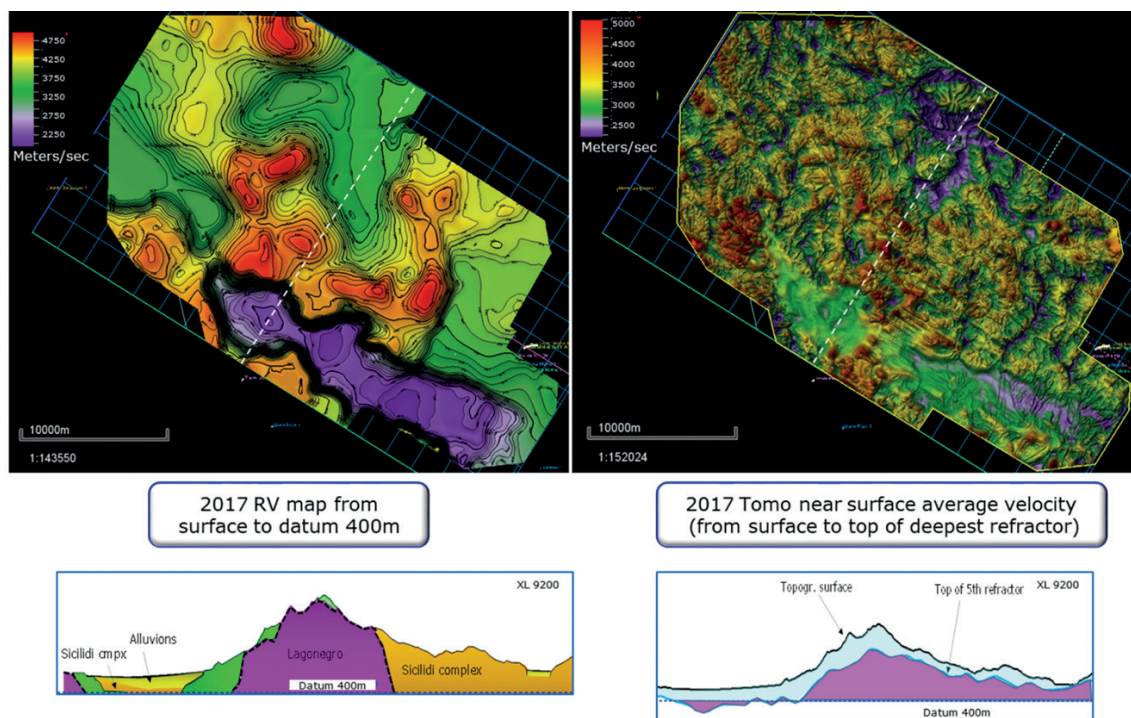 4750
4250
3750
3250
2750
2250
Meters/sec
10000m
1:143550
5000
4500
4000
3500
3000
2500
Meters/sec
10000m
1:152024
2017 RV map from
surface to datum 400m
2017 Tomo near surface average velocity
(from surface to top of deepest refractor)
XL 9200
Alluvions
Sicilidi cmpx
Lagonegro
Sicilidi complex
Datum 400m
XL 9200
Topogr. surface
Top of 5th refractor
Datum 400m